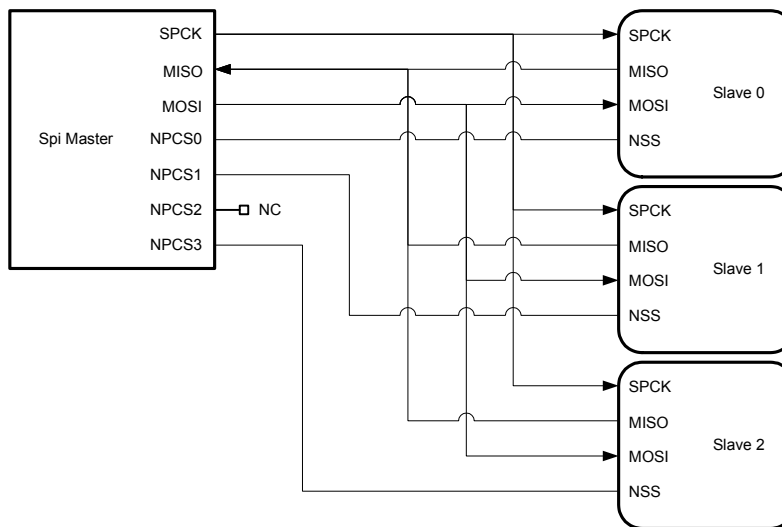 Spi Master
SPCK
MISO
MOSI
NPCS0
NPCS1
NPCS2
NPCS3
NC
SPCK
MISO
MOSI
NSS
Slave 0
SPCK
MISO
MOSI
NSS
Slave 1
SPCK
MISO
MOSI
NSS
Slave 2